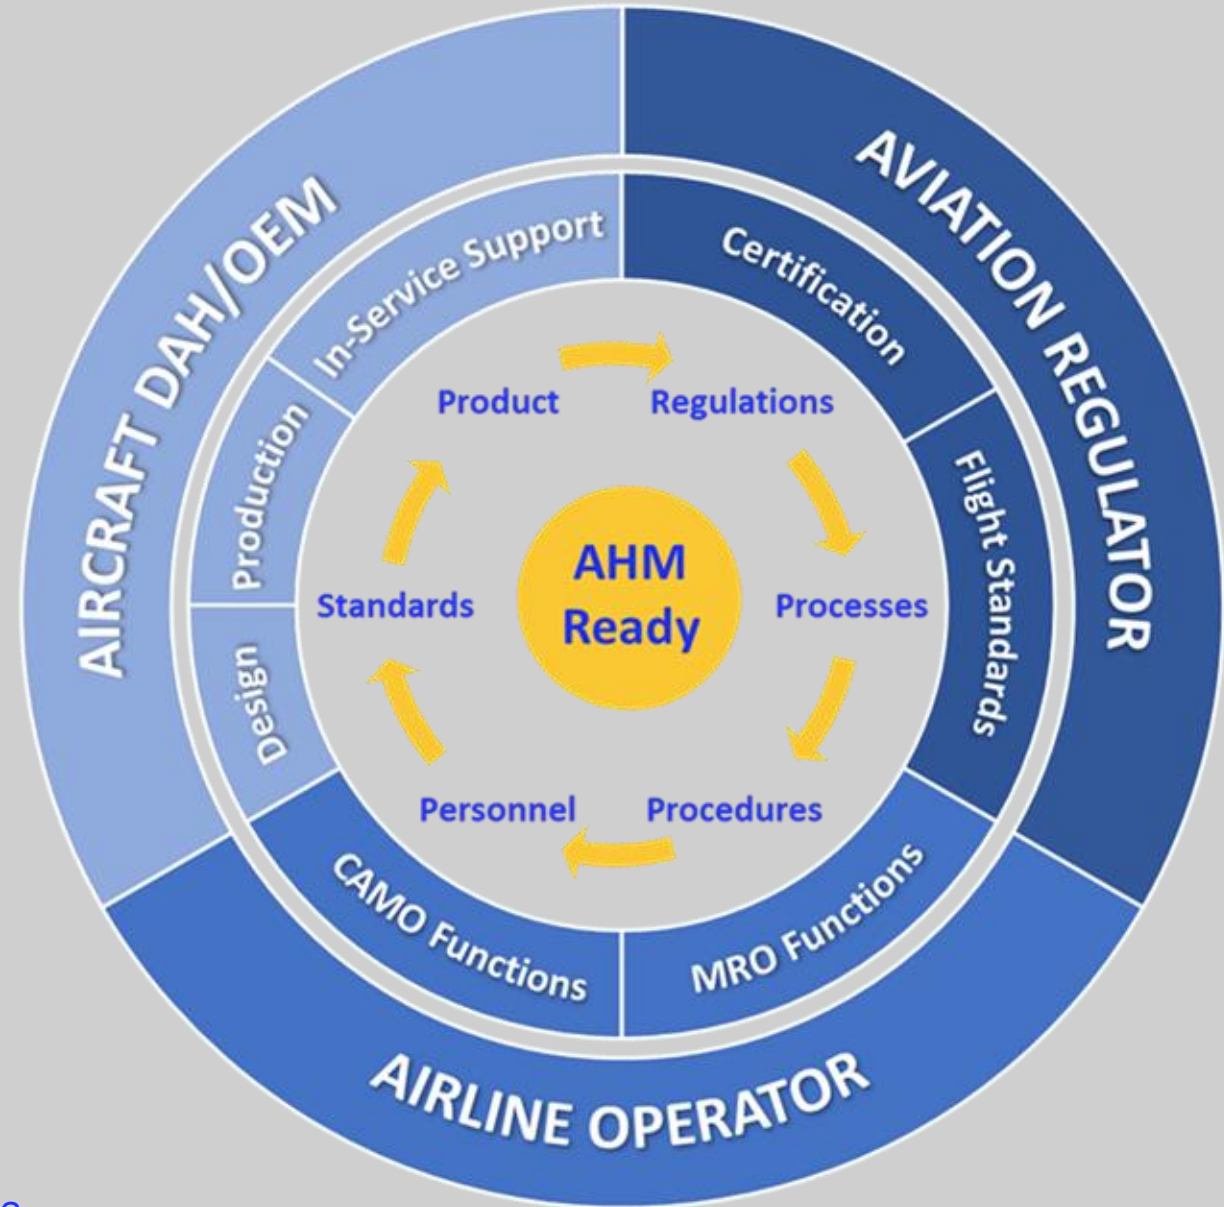 AIRCRAFT DAH/OEM
AVIATION REGULATOR
AIRLINE OPERATOR
In-Service Support
Production
Design
Certification
Flight Standards
MRO Functions
CAMO Functions
Product
Regulations
Processes
Procedures
Personnel
Standards
AHM
Ready